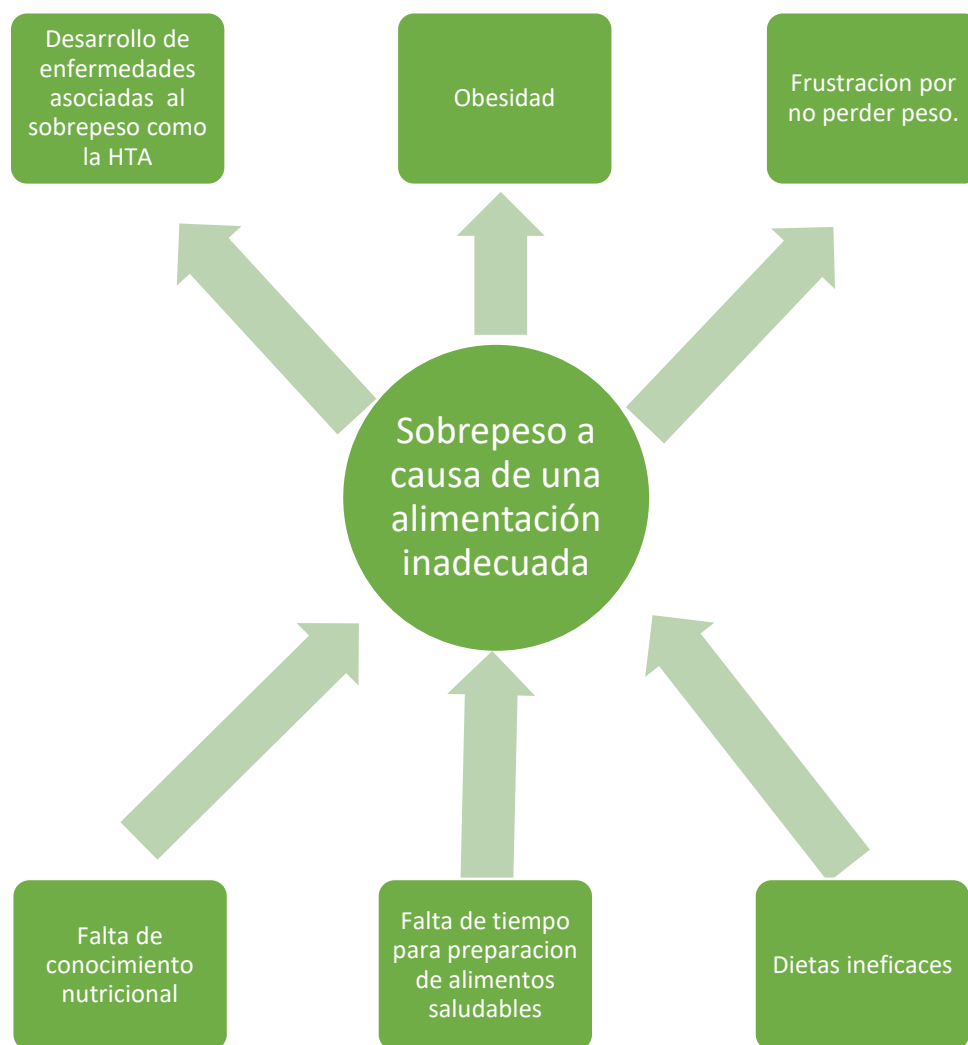 Desarrollo de
enfermedades
asociadas al
sobrepeso como
la HTA
Obesidad
Frustracion por
no perder peso.
Sobrepeso a
causa de una
alimentación
inadecuada
Falta de
conocimiento
nutricional
Falta de tiempo
para preparacion
de alimentos
saludables
Dietas ineficaces